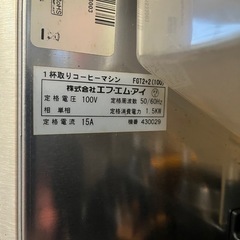 1杯取りコーヒーマシン FGT2+2(100)
株式会社エフ・エム・アイ
定格電圧 100V 定格周波数 50/60Hz
相 単相 定格消費電力 1.5KW
定格電流 15A 機番 430029